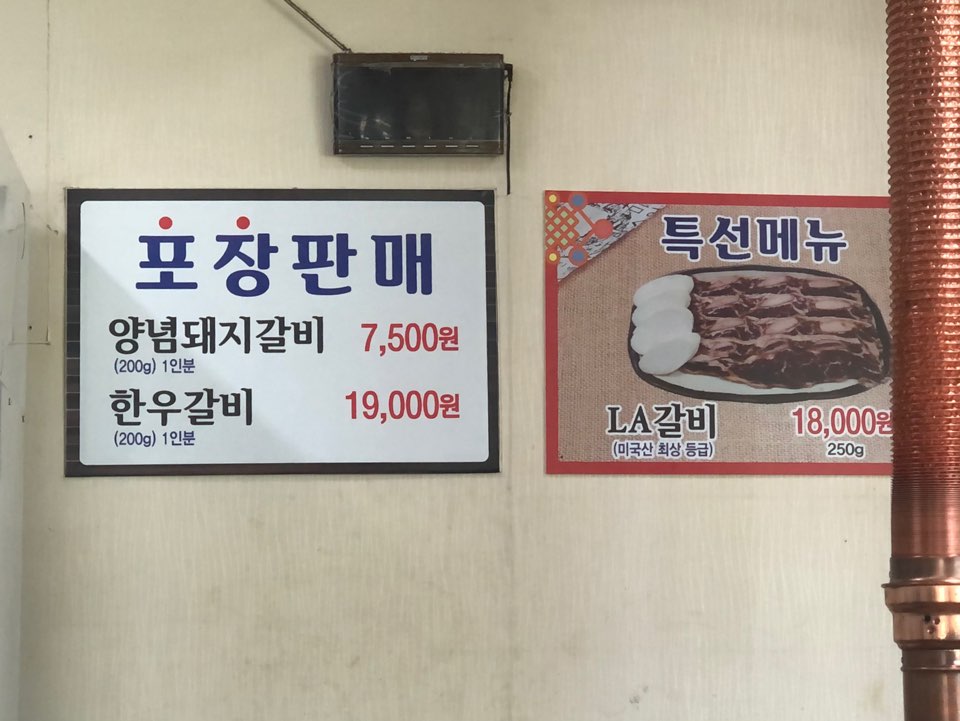 포장판매
양념돼지갈비 7,500원
(200g) 1인분
한우갈비 19,000원
(200g) 1인분
특선메뉴
LA갈비 18,000원
(미국산 최상 등급) 250g